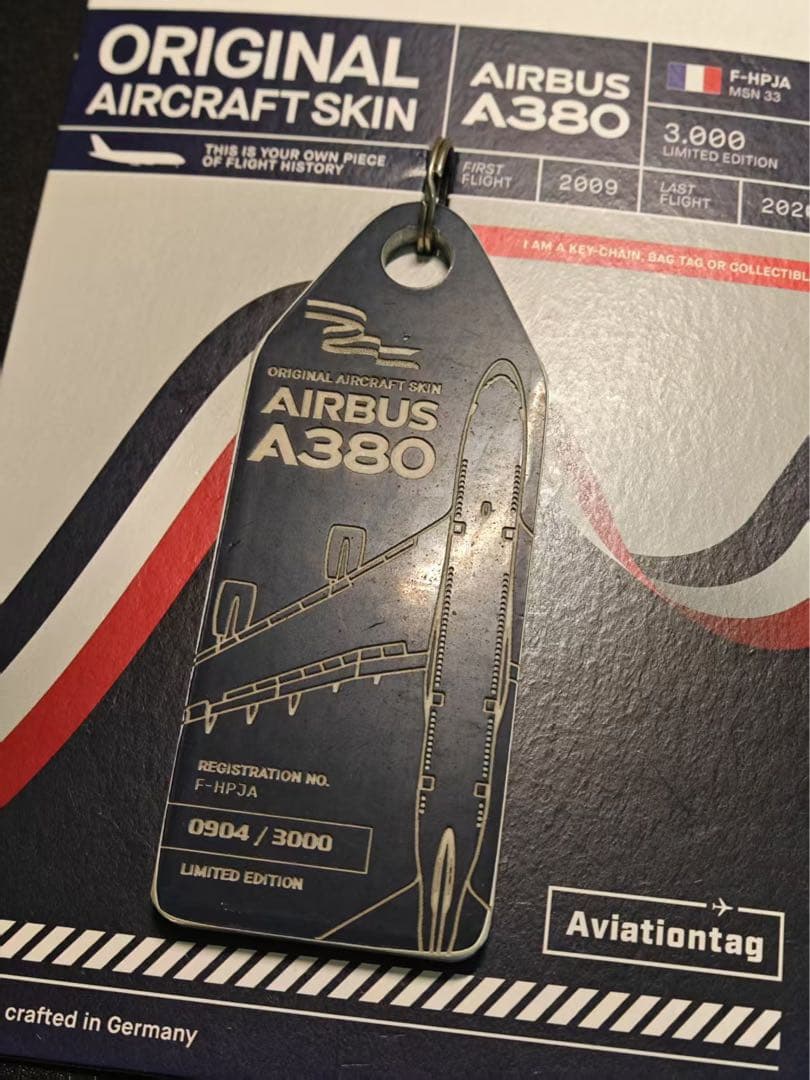 ORIGINAL
AIRCRAFT SKIN
THIS IS YOUR OWN PIECE
OF FLIGHT HISTORY
AIRBUS
A380
F-HPJA
MSN 33
3.000
LIMITED EDITION
FIRST
FLIGHT
2009
LAST
FLIGHT
202
I AM A KEY-CHAIN, BAG TAG OR COLLECTIBL
ORIGINAL AIRCRAFT SKIN
AIRBUS
A380
REGISTRATION NO.
F-HPJA
0904 / 3000
LIMITED EDITION
Aviationtag
crafted in Germany